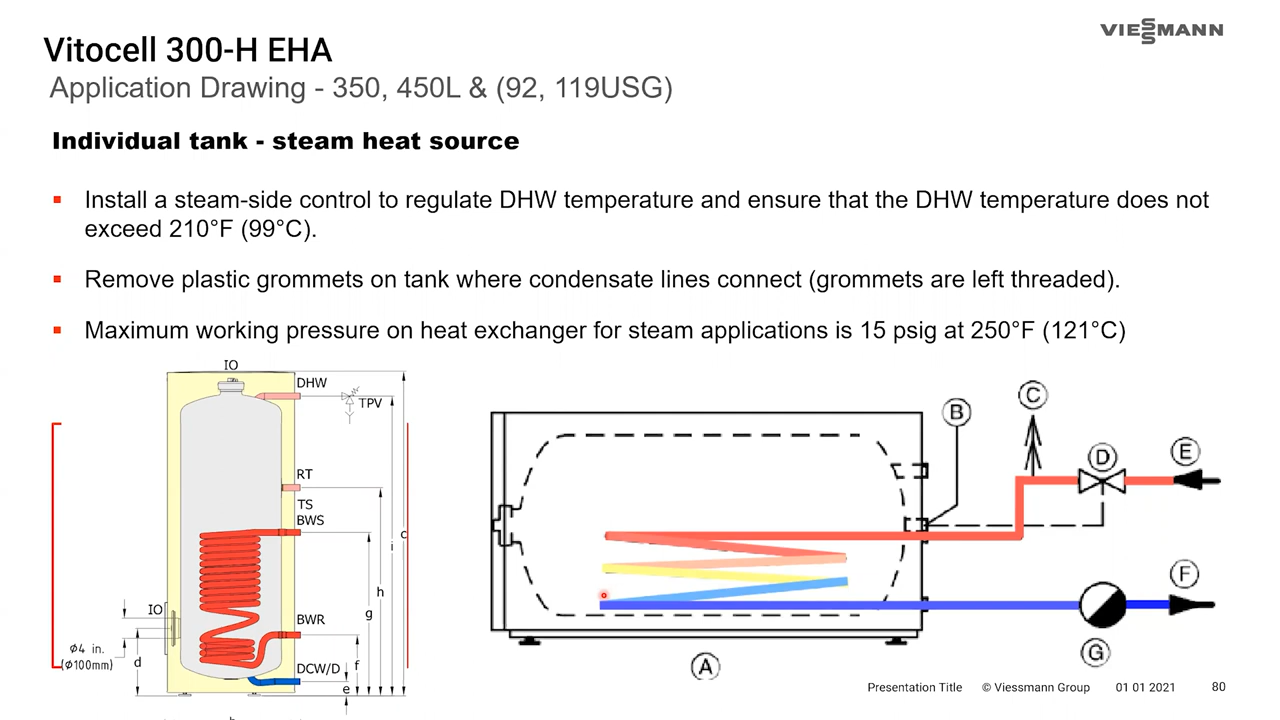 VIESSMANN
Vitocell 300-H EHA
Application Drawing - 350, 450L & (92, 119USG)
Individual tank - steam heat source
▪ Install a steam-side control to regulate DHW temperature and ensure that the DHW temperature does not
exceed 210°F (99°C).
▪ Remove plastic grommets on tank where condensate lines connect (grommets are left threaded).
▪ Maximum working pressure on heat exchanger for steam applications is 15 psig at 250°F (121°C)
IO
DHW
TPV
RT
TS
BWS
IO
BWR
DCW/D
Φ4 in.
(Φ100mm)
d
e
f
g
h
i
c
b
A
B
C
D
E
F
G
Presentation Title © Viessmann Group 01 01 2021 80